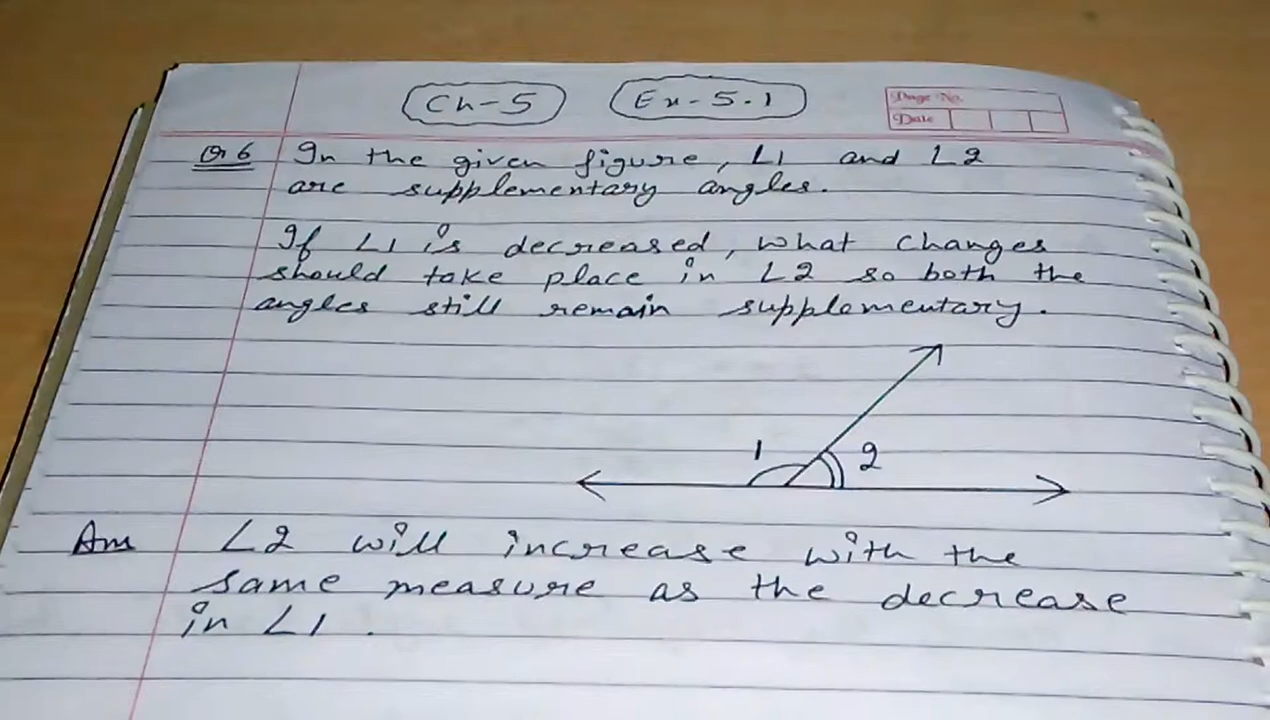 Ch-5 Ex-5.1
Page No.
Date
Q 6 In the given figure, ∠1 and ∠2
are supplementary angles.
If ∠1 is decreased, what changes
should take place in ∠2 so both the
angles still remain supplementary.
1 2
Ans ∠2 will increase with the
same measure as the decrease
in ∠1.